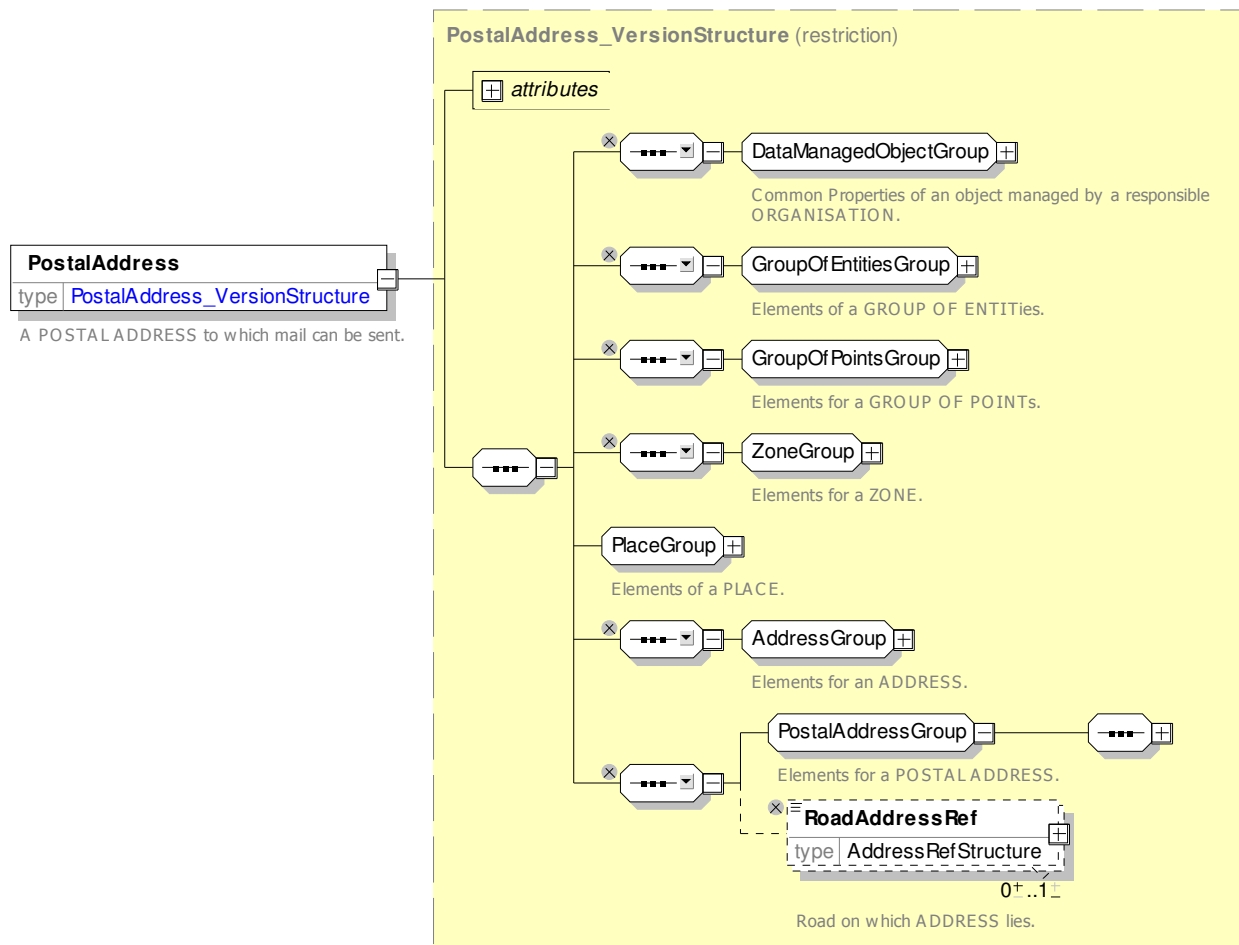 PostalAddress_VersionStructure (restriction)
attributes
DataManagedObjectGroup
Common Properties of an object managed by a responsible
ORGANISATION.
PostalAddress
type PostalAddress_VersionStructure
A POSTAL ADDRESS to which mail can be sent.
GroupOfEntitiesGroup
Elements of a GROUP OF ENTITies.
GroupOfPointsGroup
Elements for a GROUP OF POINTs.
ZoneGroup
Elements for a ZONE.
PlaceGroup
Elements of a PLACE.
AddressGroup
Elements for an ADDRESS.
PostalAddressGroup
Elements for a POSTAL ADDRESS.
RoadAddressRef
type AddressRefStructure
0±..1±
Road on which ADDRESS lies.